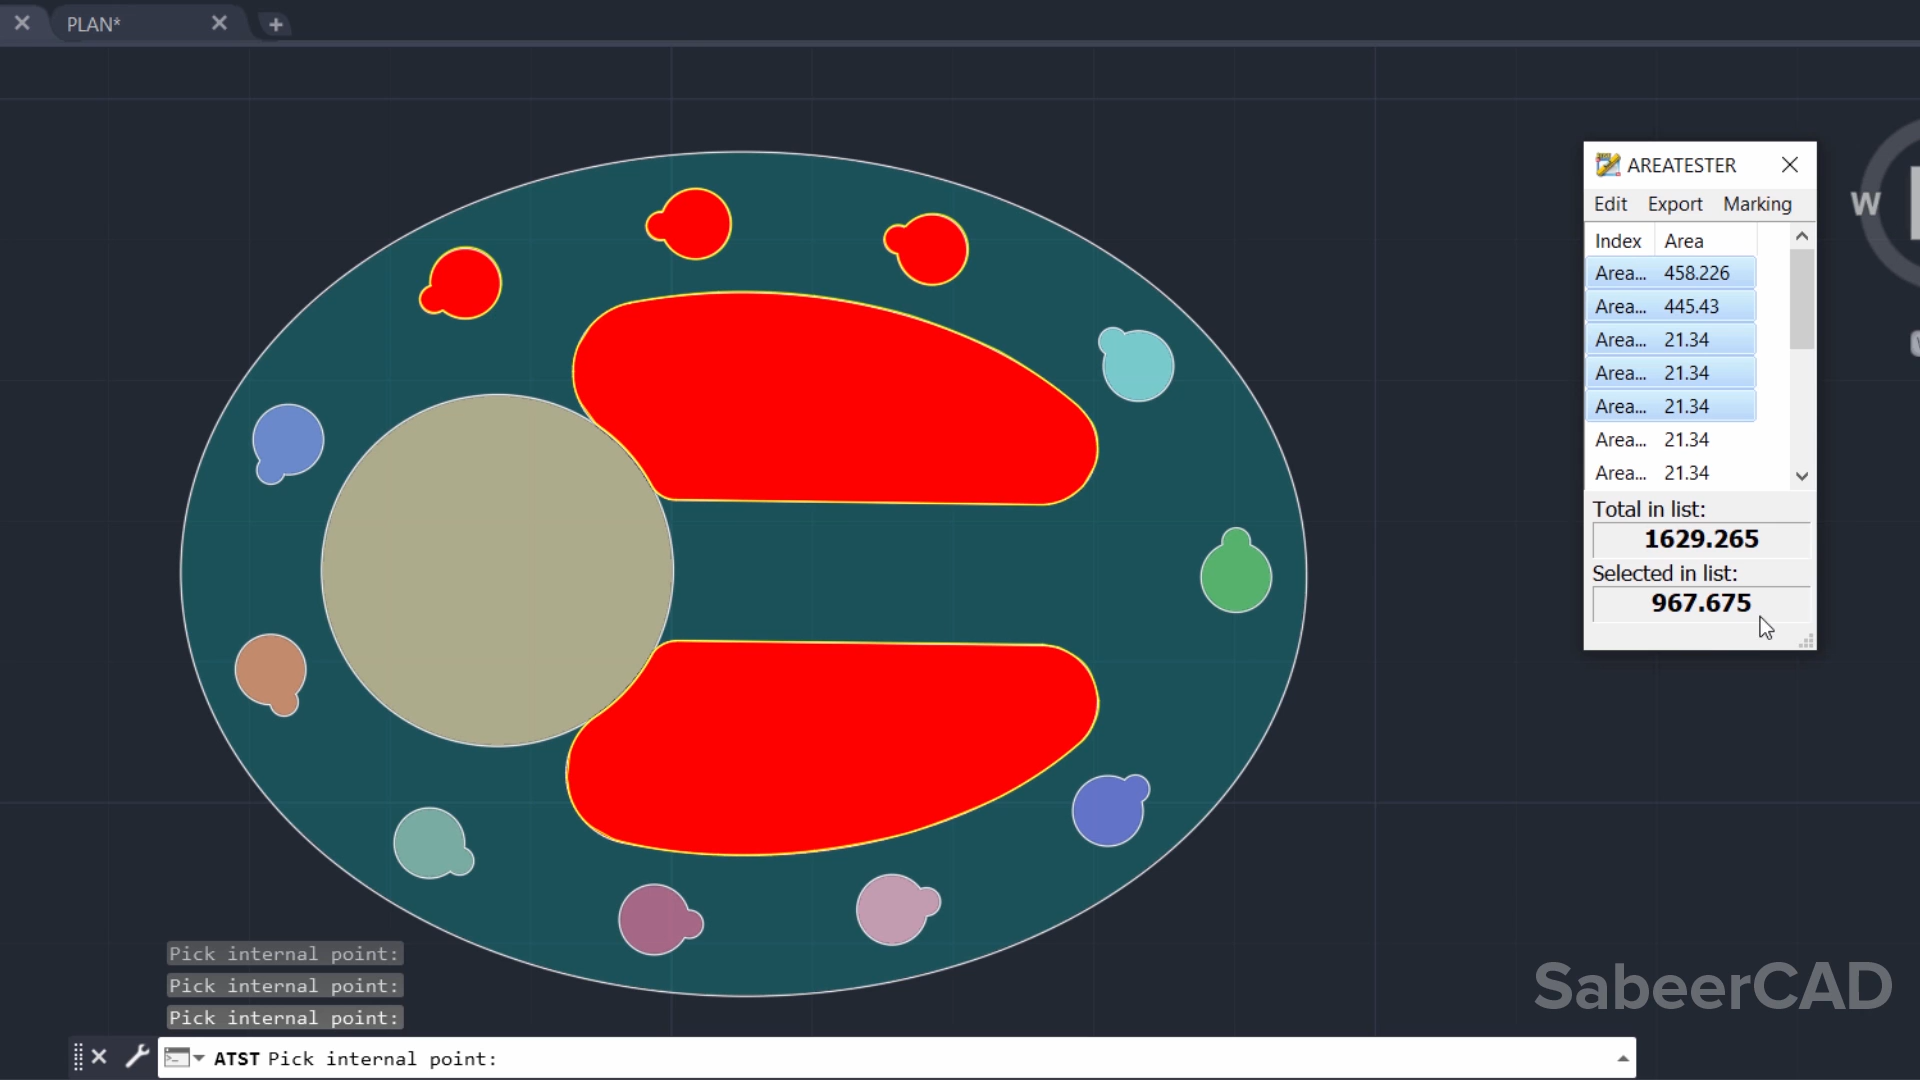 PLAN*
AREATESTER
Edit Export Marking
Index Area
Area... 458.226
Area... 445.43
Area... 21.34
Area... 21.34
Area... 21.34
Area... 21.34
Area... 21.34
Total in list:
1629.265
Selected in list:
967.675
W
Pick internal point:
Pick internal point:
Pick internal point:
ATST Pick internal point:
SabeerCAD